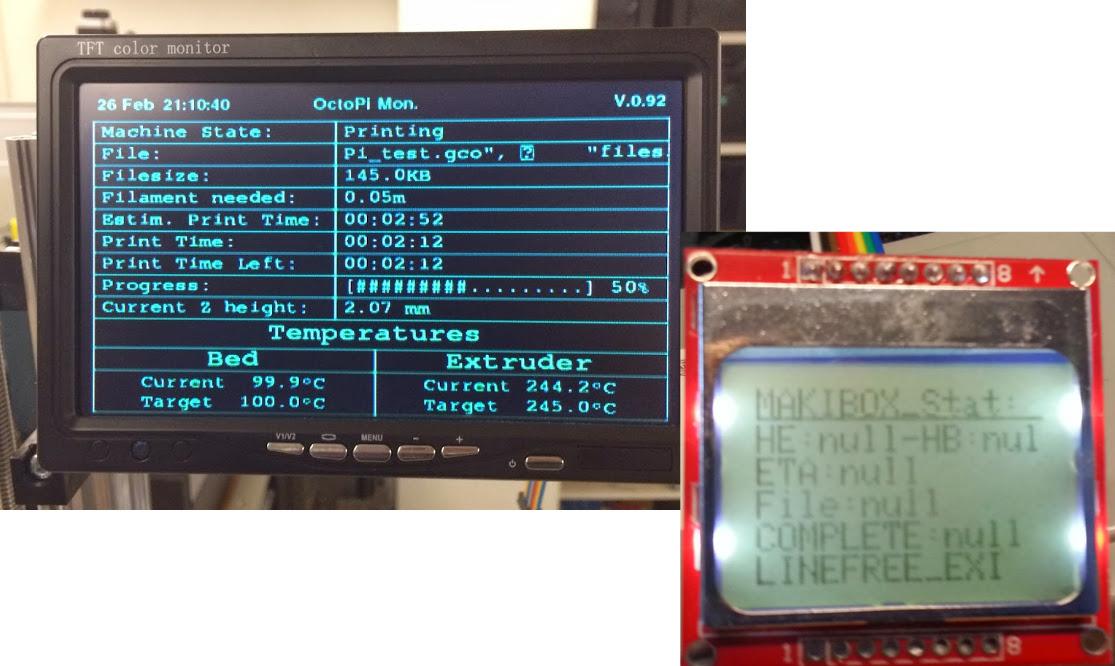 TFT color monitor
26 Feb 21:10:40 OctoPi Mon. V.0.92
Machine State: Printing
File: Pi_test.gco", "files
Filesize: 145.0KB
Filament needed: 0.05m
Estim. Print Time: 00:02:52
Print Time: 00:02:12
Print Time Left: 00:02:12
Progress: [#########.........] 50%
Current Z height: 2.07 mm
Temperatures
Bed Extruder
Current 99.9°C Current 244.2°C
Target 100.0°C Target 245.0°C
V1/V2 MENU - +
1 8 ↑
MAKIBOX Stat:
HE:null-HB:nul
ETA:null
File:null
COMPLETE:null
LINEFREE_EXI
1 8